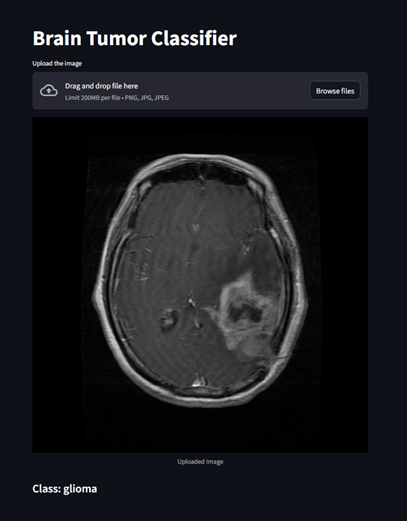 Brain Tumor Classifier
Upload the image
Drag and drop file here
Limit 200MB per file • PNG, JPG, JPEG
Browse files
Uploaded Image
Class: glioma